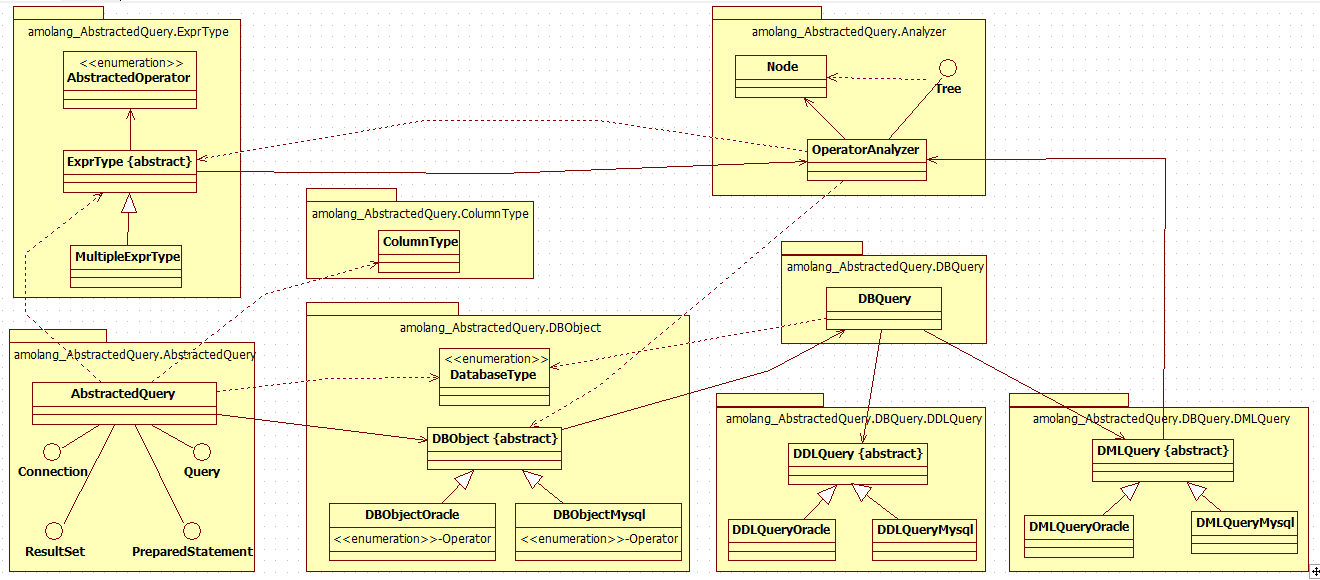 amolang_AbstractedQuery.ExprType
<<enumeration>>
AbstractedOperator
ExprType {abstract}
MultipleExprType
amolang_AbstractedQuery.Analyzer
Node
Tree
OperatorAnalyzer
amolang_AbstractedQuery.ColumnType
ColumnType
amolang_AbstractedQuery.DBQuery
DBQuery
amolang_AbstractedQuery.AbstractedQuery
AbstractedQuery
Connection
Query
ResultSet
PreparedStatement
amolang_AbstractedQuery.DBObject
<<enumeration>>
DatabaseType
DBObject {abstract}
DBObjectOracle
<<enumeration>>-Operator
DBObjectMysql
<<enumeration>>-Operator
amolang_AbstractedQuery.DBQuery.DDLQuery
DDLQuery {abstract}
DDLQueryOracle
DDLQueryMysql
amolang_AbstractedQuery.DBQuery.DMLQuery
DMLQuery {abstract}
DMLQueryOracle
DMLQueryMysql